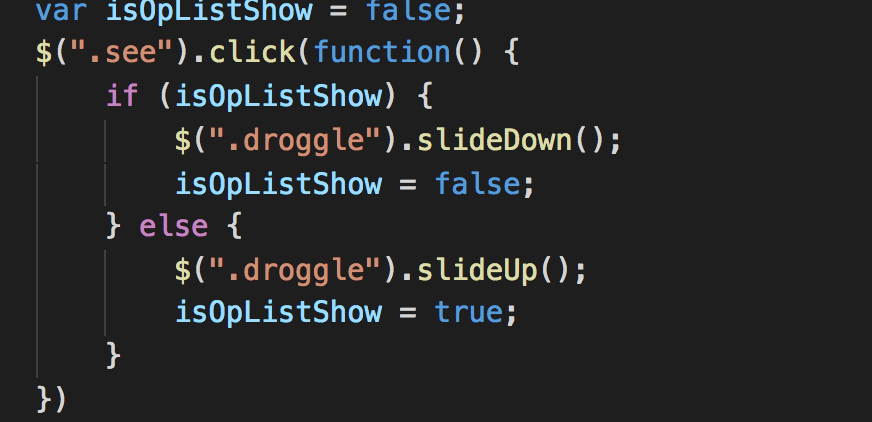 var isOpListShow = false;
$(".see").click(function() {
    if (isOpListShow) {
        $(".droggle").slideDown();
        isOpListShow = false;
    } else {
        $(".droggle").slideUp();
        isOpListShow = true;
    }
})